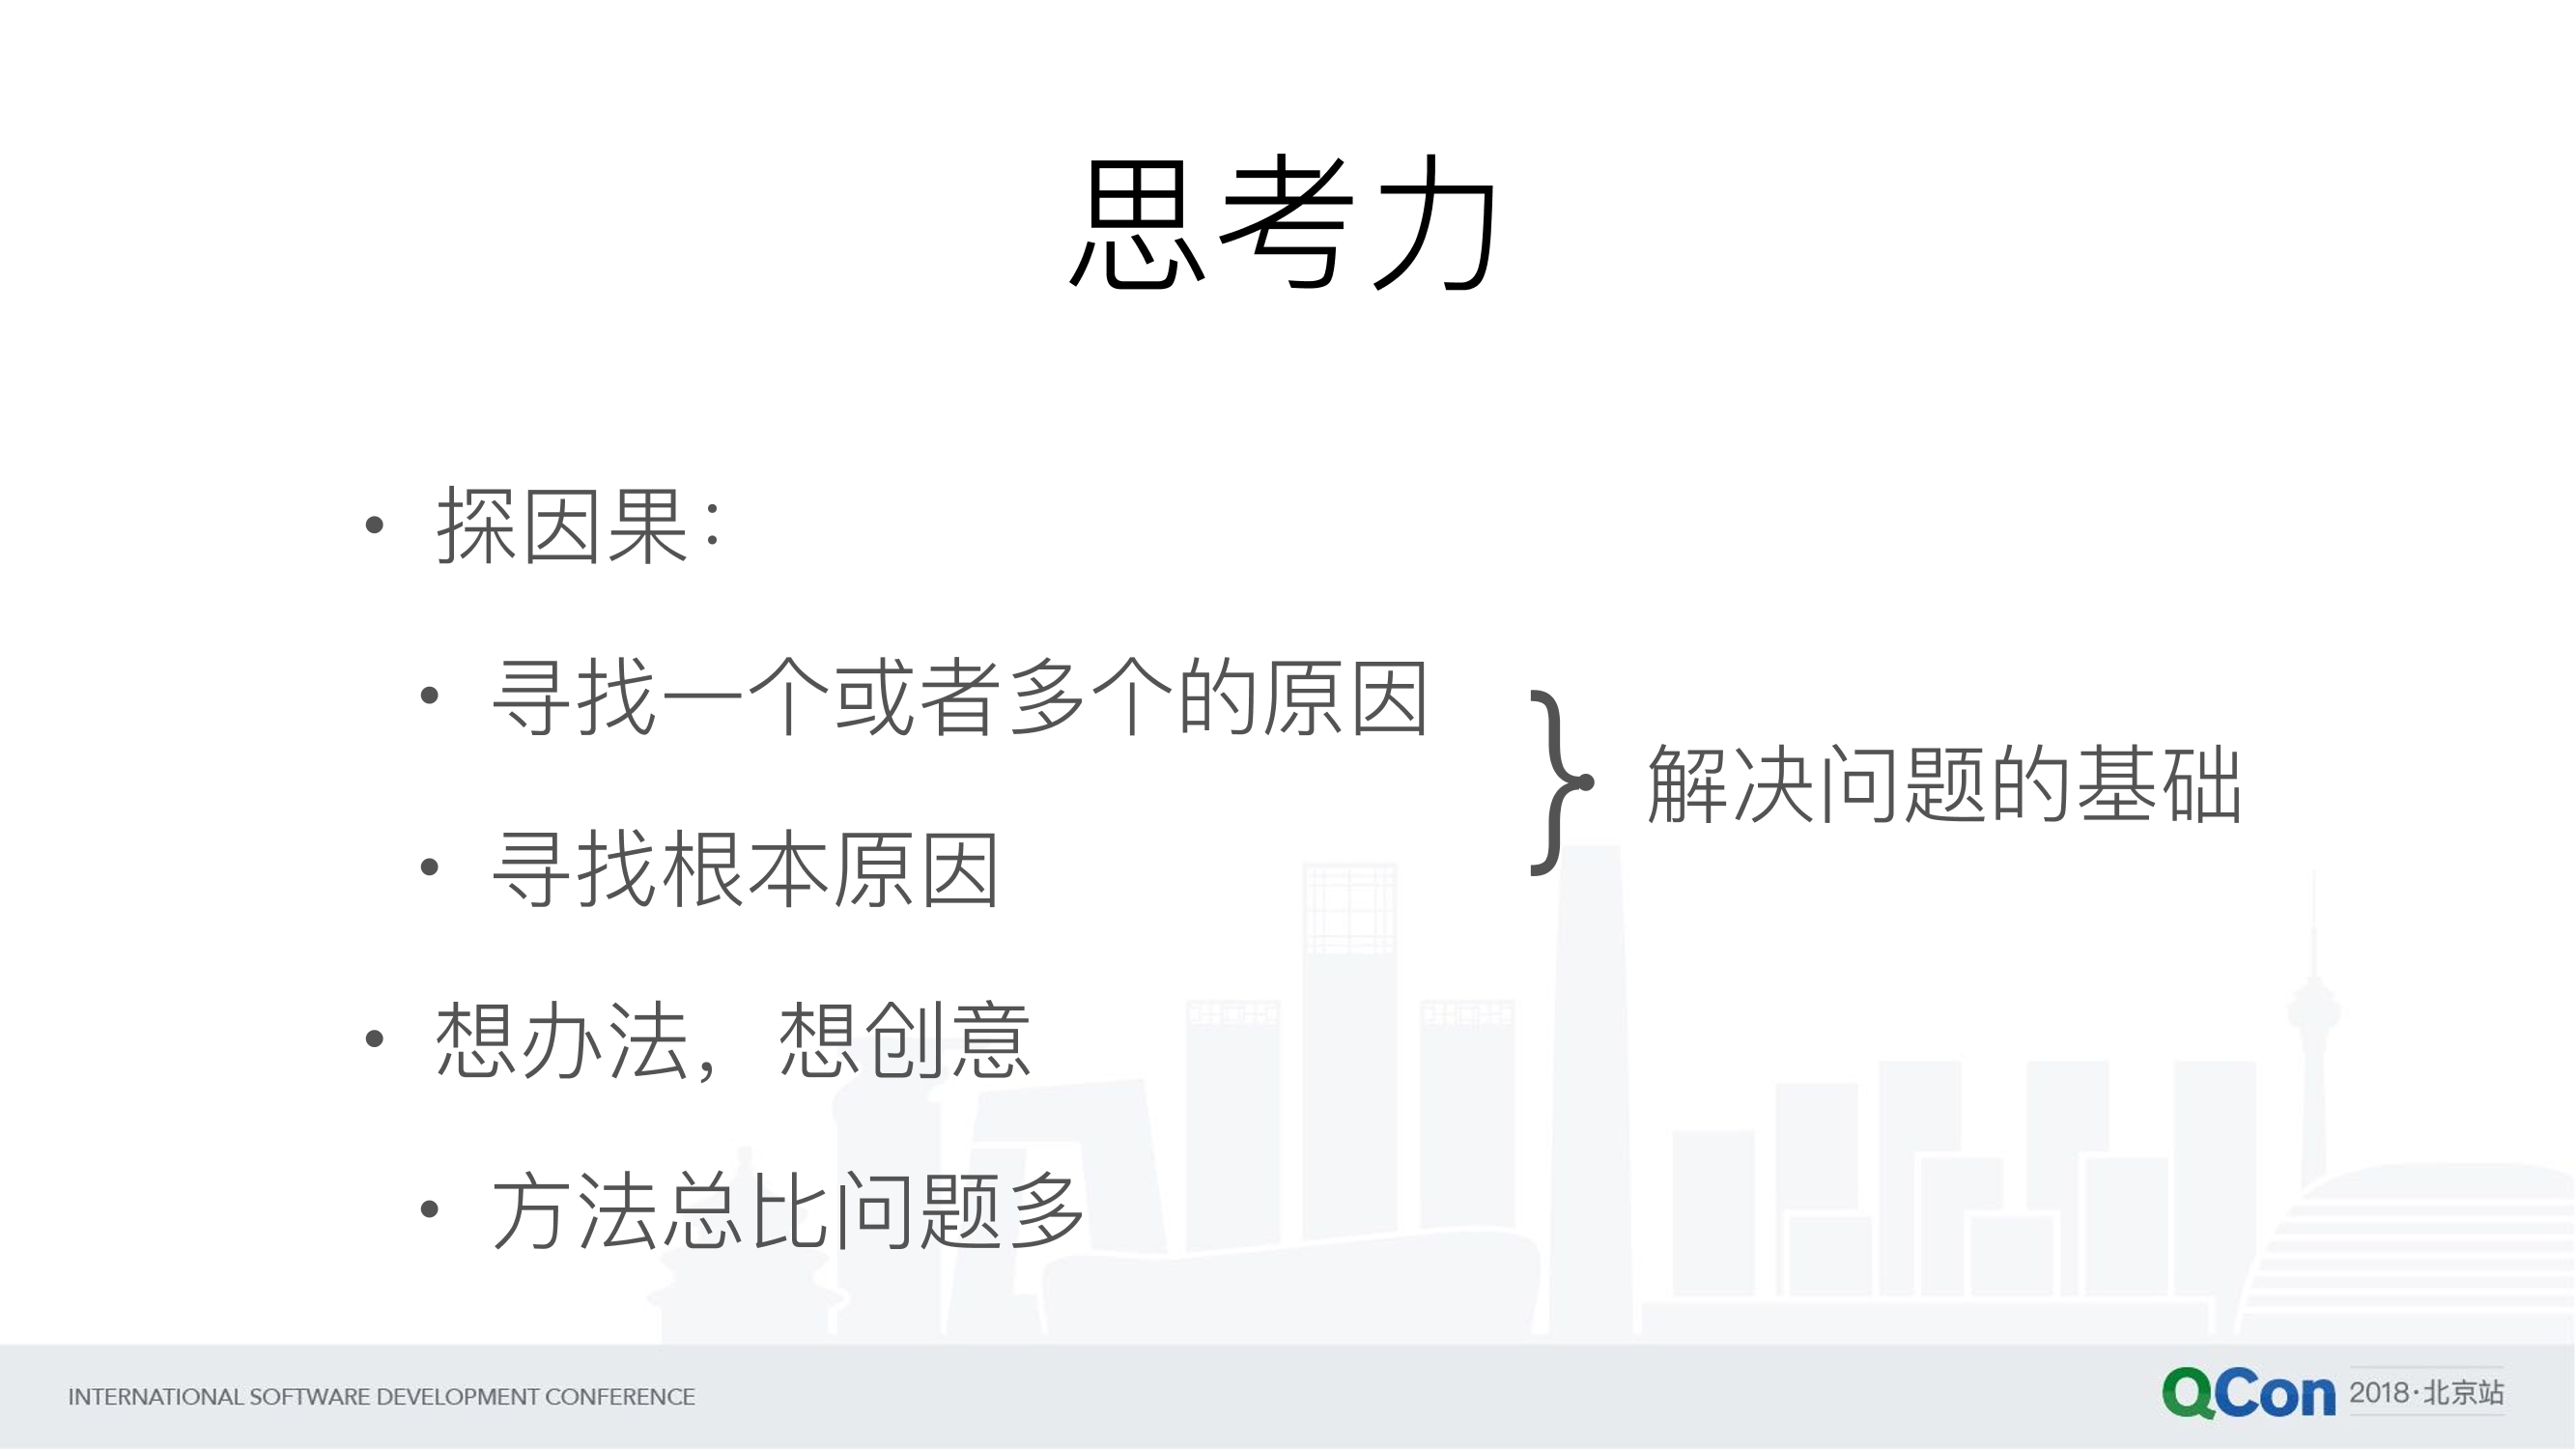 思考力
• 探因果：
• 寻找一个或者多个的原因
• 寻找根本原因
解决问题的基础
• 想办法，想创意
• 方法总比问题多
INTERNATIONAL SOFTWARE DEVELOPMENT CONFERENCE
QCon 2018·北京站